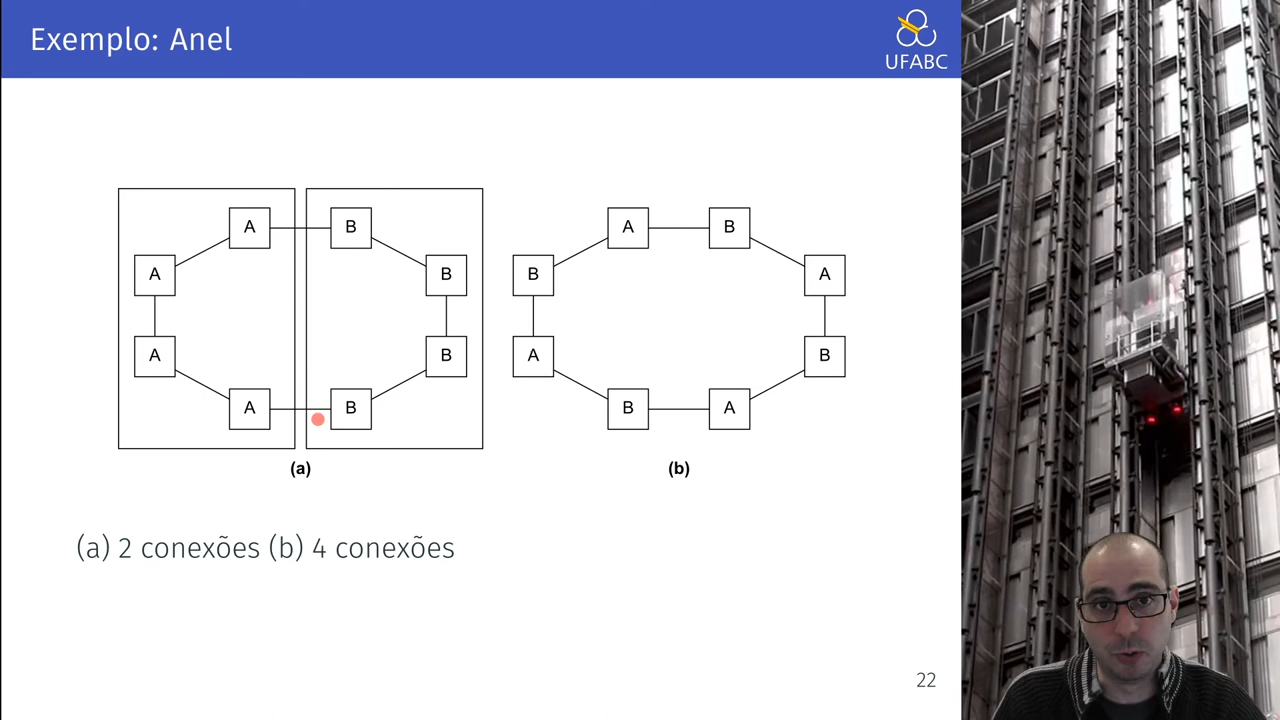 Exemplo: Anel
UFABC
A B
A B
A B
A B
(a)
A B
B A
A B
B A
(b)
(a) 2 conexões (b) 4 conexões
22